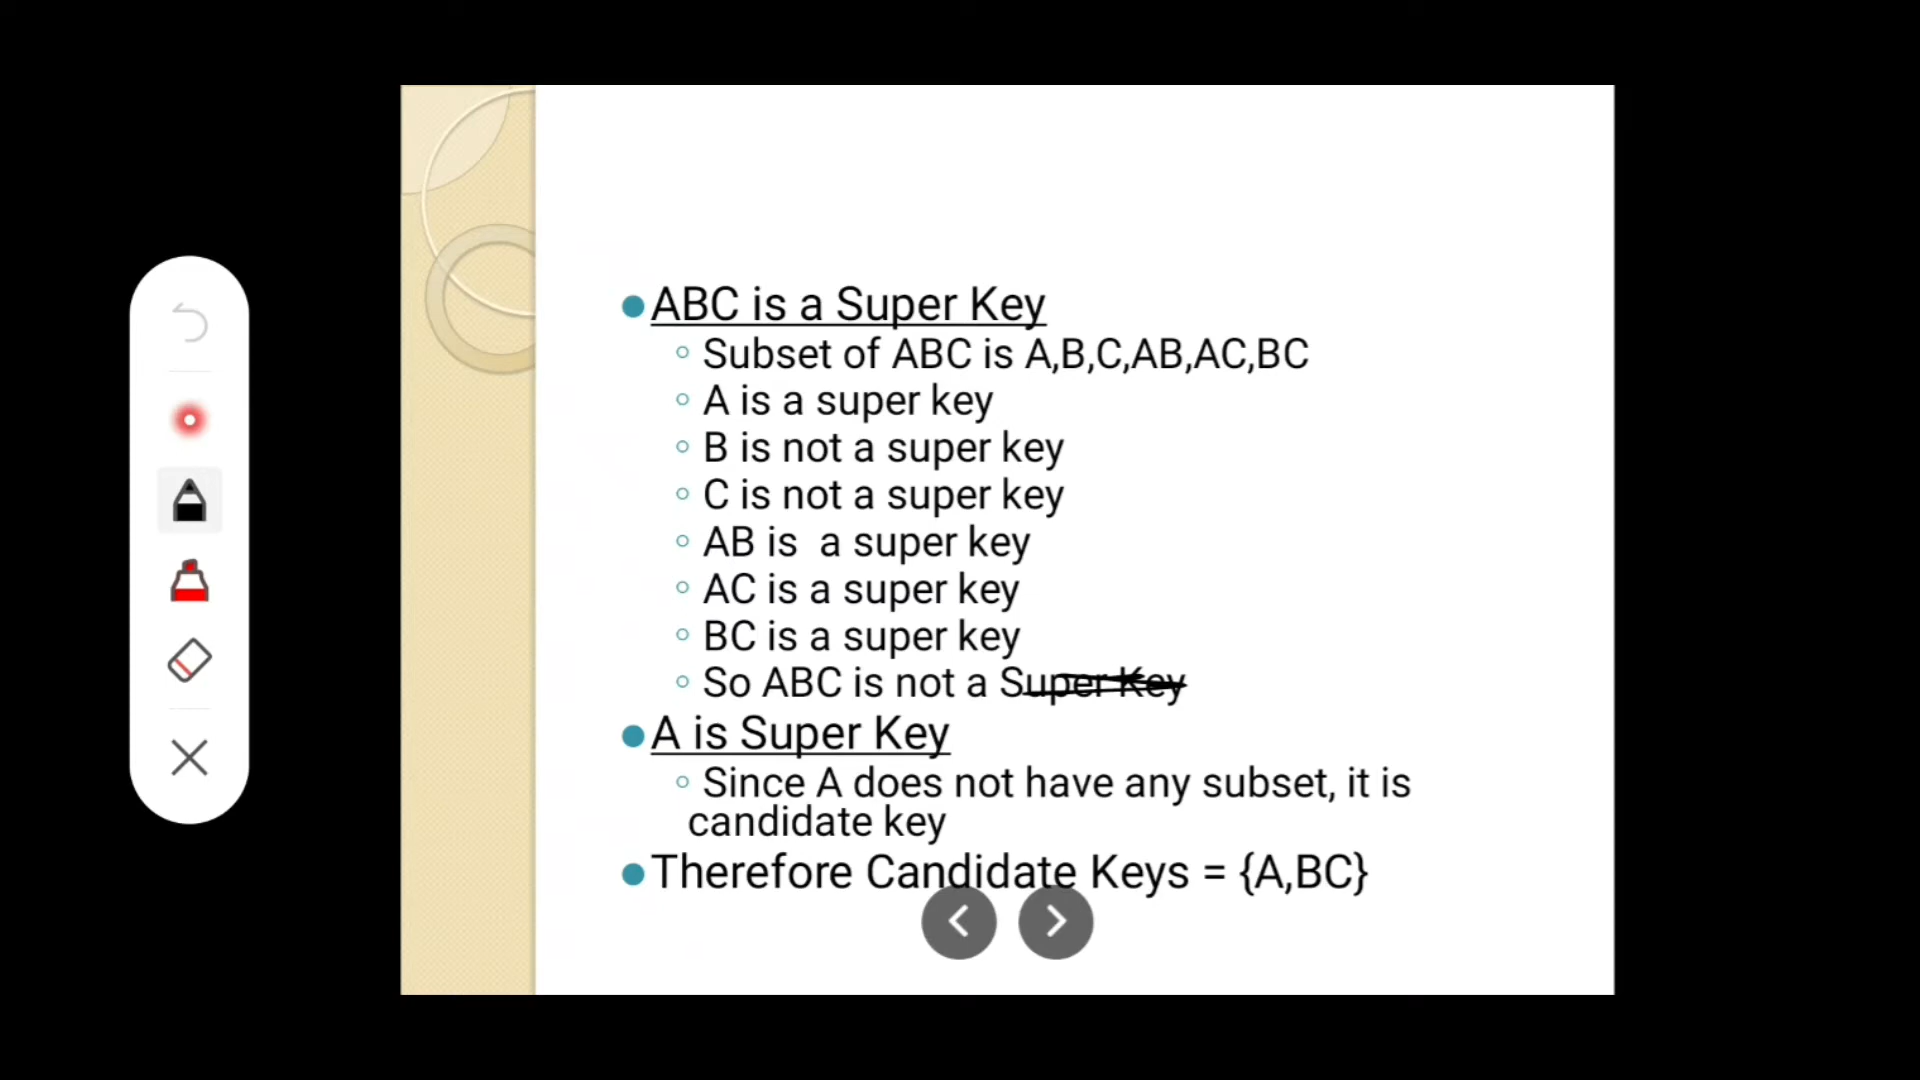 ABC is a Super Key
Subset of ABC is A,B,C,AB,AC,BC
A is a super key
B is not a super key
C is not a super key
AB is  a super key
AC is a super key
BC is a super key
So ABC is not a Super Key
A is Super Key
Since A does not have any subset, it is
candidate key
Therefore Candidate Keys = {A,BC}